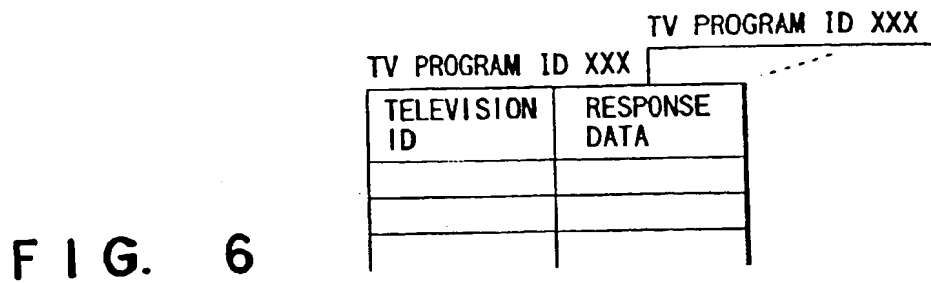 TV PROGRAM ID XXX
TV PROGRAM ID XXX
TELEVISION ID
RESPONSE DATA
FIG. 6